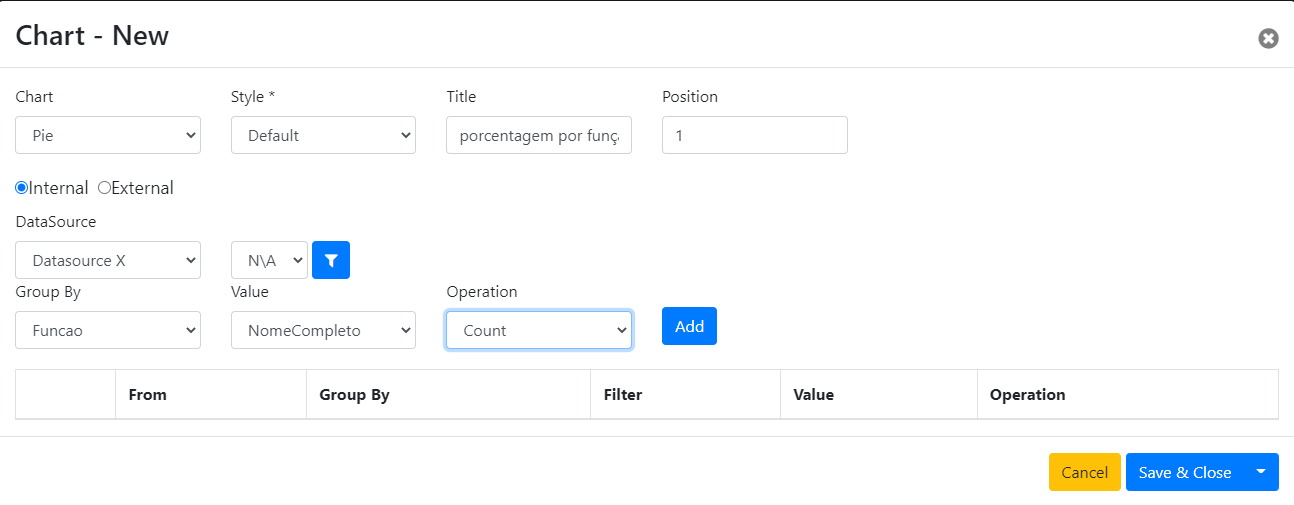 Chart - New
Chart Style * Title Position
Pie Default porcentagem por funç 1
Internal External
DataSource
Datasource X N\A
Group By Value Operation
Funcao NomeCompleto Count Add
From Group By Filter Value Operation
Cancel Save & Close